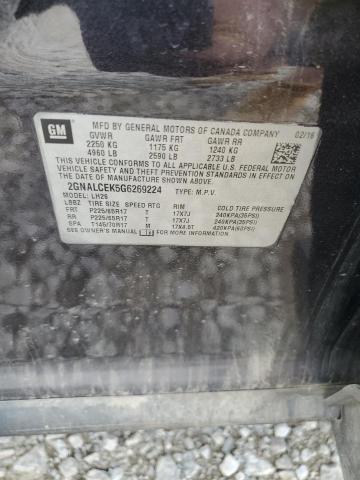 GM
MFD BY GENERAL MOTORS OF CANADA COMPANY 02/16
GVWR GAWR FRT GAWR RR
2250 KG 1175 KG 1240 KG
4960 LB 2590 LB 2733 LB
THIS VEHICLE CONFORMS TO ALL APPLICABLE U.S. FEDERAL MOTOR
VEHICLE SAFETY AND THEFT PREVENTION STANDARDS
IN EFFECT ON THE DATE OF MANUFACTURE
SHOWN ABOVE.
2GNALCEK5G6269224 TYPE: M.P.V.
MODEL: LH26
LBBZ TIRE SIZE SPEED RTG RIM COLD TIRE PRESSURE
FRT P225/65R17 T 17X7J 240KPA(35PSI)
RR P225/65R17 T 17X7J 240KPA(35PSI)
SPA T145/70R17 M 17X4.5T 420KPA(60PSI)
SEE OWNER'S MANUAL FOR MORE INFORMATION